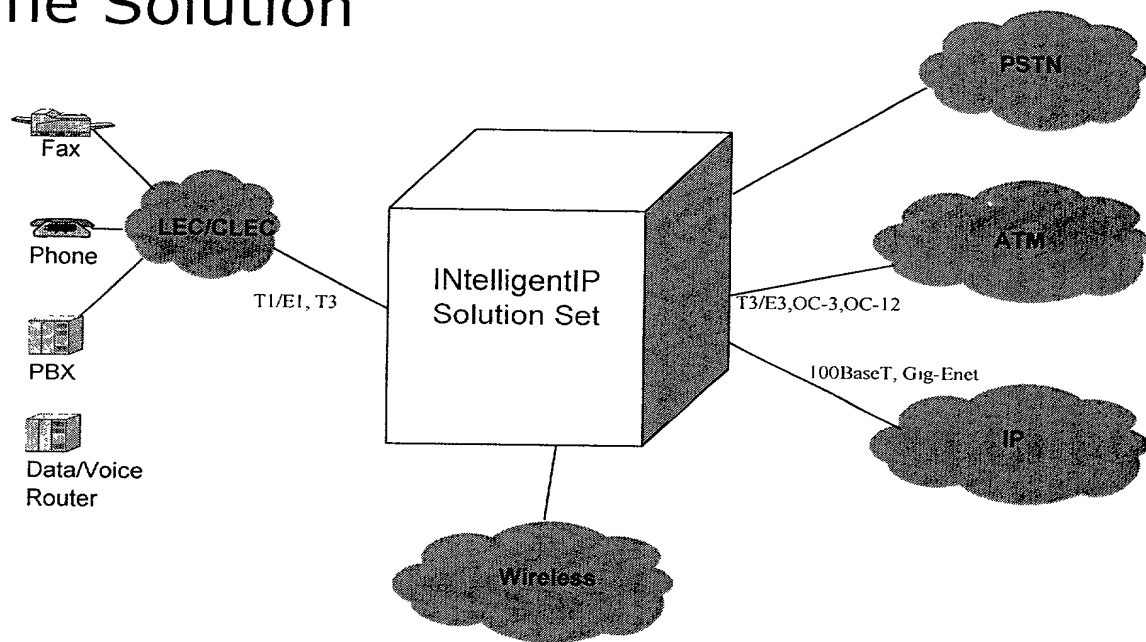 he Solution
Fax
Phone
PBX
Data/Voice
Router
LEC/CLEC
T1/E1, T3
INtelligentIP
Solution Set
PSTN
ATM
T3/E3,OC-3,OC-12
100BaseT, Gig-Enet
IP
Wireless